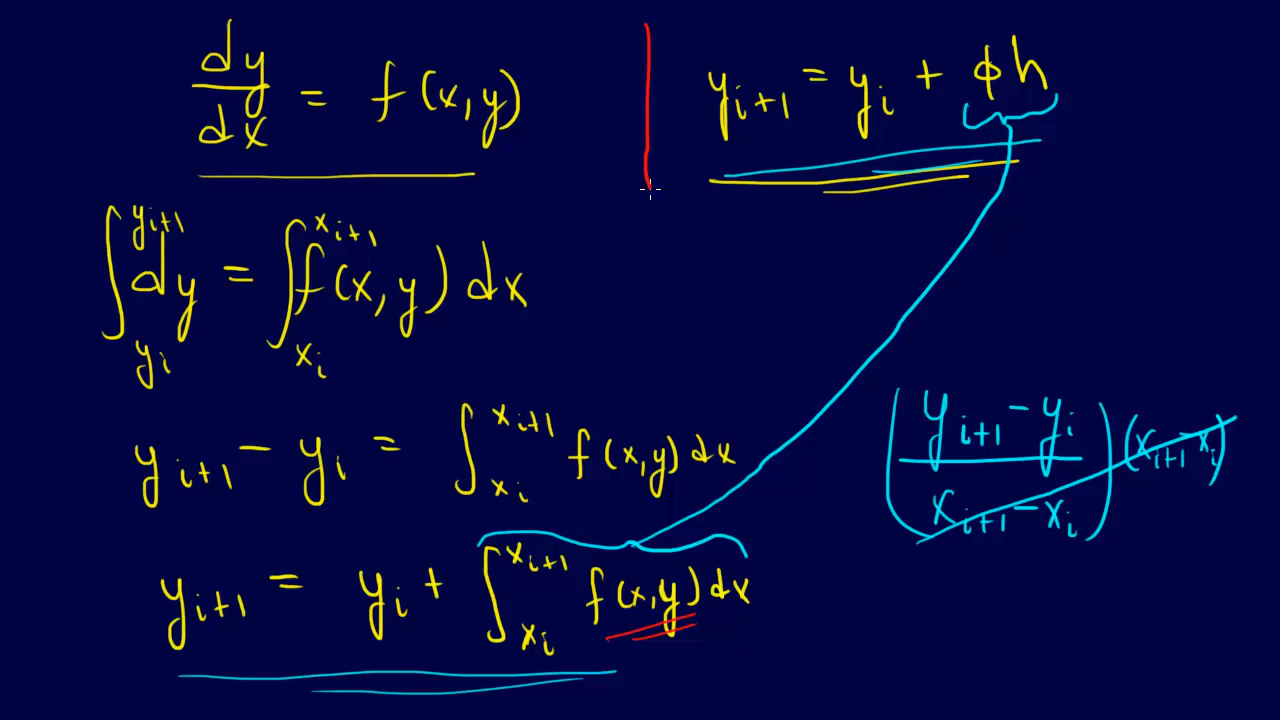 dy/dx = f(x,y)
y_{i+1} = y_i + ϕh
∫_{y_i}^{y_{i+1}} dy = ∫_{x_i}^{x_{i+1}} f(x,y) dx
y_{i+1} - y_i = ∫_{x_i}^{x_{i+1}} f(x,y) dx
((y_{i+1} - y_i)/(x_{i+1} - x_i)) (x_{i+1} - x_i)
y_{i+1} = y_i + ∫_{x_i}^{x_{i+1}} f(x,y) dx